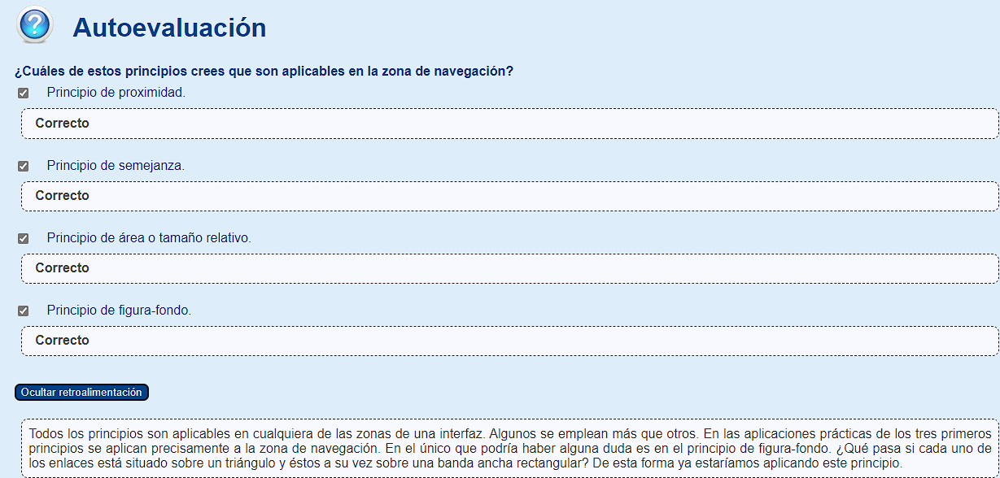 Autoevaluación
¿Cuáles de estos principios crees que son aplicables en la zona de navegación?
Principio de proximidad.
Correcto
Principio de semejanza.
Correcto
Principio de área o tamaño relativo.
Correcto
Principio de figura-fondo.
Correcto
Ocultar retroalimentación
Todos los principios son aplicables en cualquiera de las zonas de una interfaz. Algunos se emplean más que otros. En las aplicaciones prácticas de los tres primeros
principios se aplican precisamente a la zona de navegación. En el único que podría haber alguna duda es en el principio de figura-fondo. ¿Qué pasa si cada uno de
los enlaces está situado sobre un triángulo y éstos a su vez sobre una banda ancha rectangular? De esta forma ya estaríamos aplicando este principio.